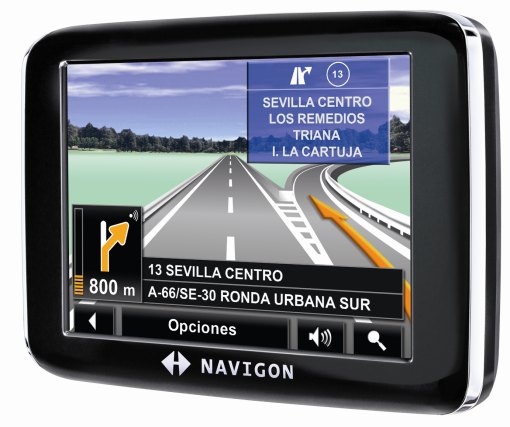 13
SEVILLA CENTRO
LOS REMEDIOS
TRIANA
I. LA CARTUJA
800 m
13 SEVILLA CENTRO
A-66/SE-30 RONDA URBANA SUR
Opciones
NAVIGON